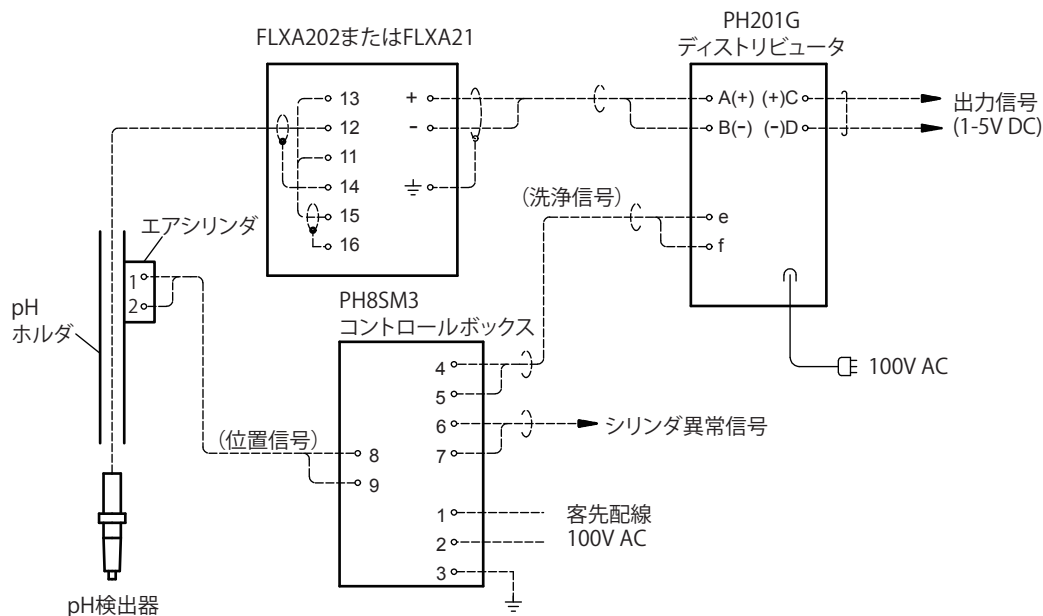 PH201G
ディストリビュータ
FLXA202またはFLXA21
13
12
11
14
15
16
+
-
A(+) (+)C
B(-) (-)D
e
f
出力信号
(1-5V DC)
(洗浄信号)
100V AC
エアシリンダ
1
2
pH
ホルダ
(位置信号)
pH検出器
PH8SM3
コントロールボックス
4
5
6
7
8
9
1
2
3
シリンダ異常信号
客先配線
100V AC